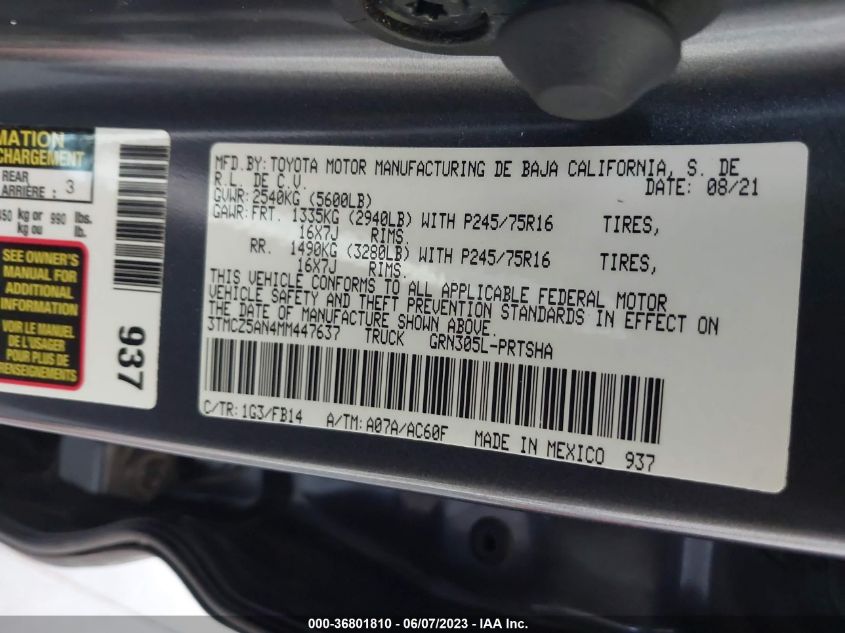 MATION
CHARGEMENT
REAR
ARRIÈRE : 3
450 kg or 990 lbs.
kg ou lb.
SEE OWNER'S
MANUAL FOR
ADDITIONAL
INFORMATION
VOIR LE MANUEL
DE L'USAGER
POUR PLUS DE
RENSEIGNEMENTS
937
MFD.BY:TOYOTA MOTOR MANUFACTURING DE BAJA CALIFORNIA, S. DE
R.L. DE C.V. DATE: 08/21
GVWR:2540KG (5600LB)
GAWR:FRT. 1335KG (2940LB) WITH P245/75R16 TIRES,
16X7J RIMS.
RR. 1490KG (3280LB) WITH P245/75R16 TIRES,
16X7J RIMS.
THIS VEHICLE CONFORMS TO ALL APPLICABLE FEDERAL MOTOR
VEHICLE SAFETY AND THEFT PREVENTION STANDARDS IN EFFECT ON
THE DATE OF MANUFACTURE SHOWN ABOVE.
3TMCZ5AN4MM447637 TRUCK GRN305L-PRTSHA
C/TR:1G3/FB14 A/TM:A07A/AC60F MADE IN MEXICO 937
000-36801810 - 06/07/2023 - IAA Inc.